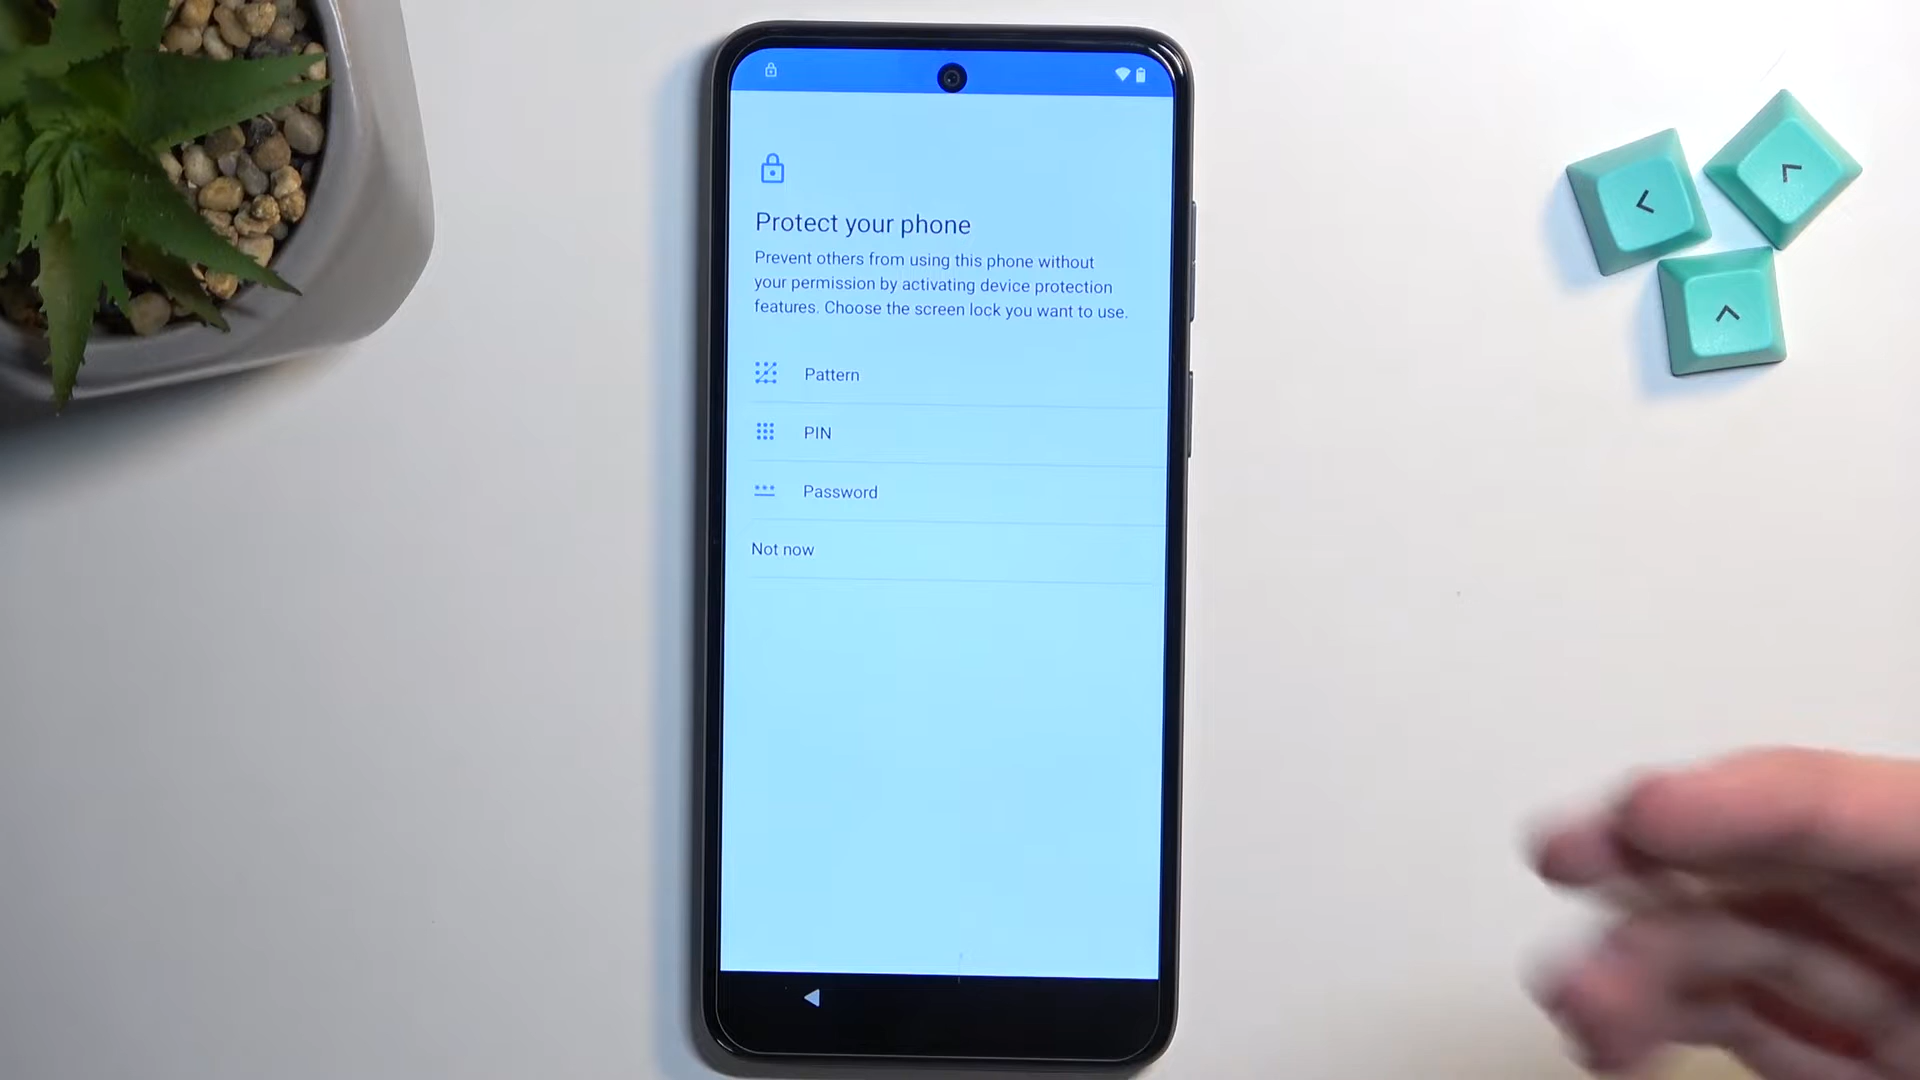 Protect your phone
Prevent others from using this phone without
your permission by activating device protection
features. Choose the screen lock you want to use.
Pattern
PIN
Password
Not now